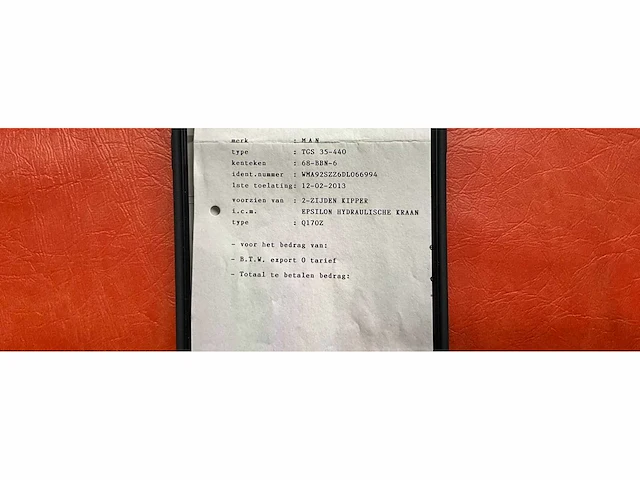 merk : MAN
type : TGS 35-440
kenteken : 68-BBN-6
ident.nummer : WMA92SZZ6DL066994
1ste toelating: 12-02-2013
voorzien van : 2-ZIJDEN KIPPER
i.c.m. EPSILON HYDRAULISCHE KRAAN
type : Q170Z
- voor het bedrag van:
- B.T.W. export 0 tarief
- Totaal te betalen bedrag: